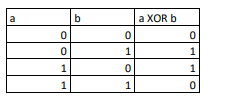 a b a XOR b
0 0 0
0 1 1
1 0 1
1 1 0